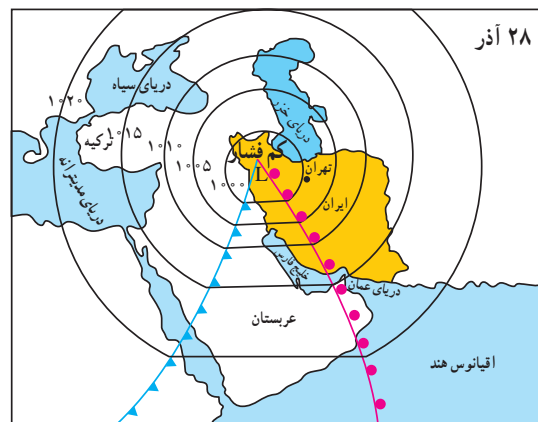 ۲۸ آذر
دریای سیاه
۱۰۲۰
ترکیه
۱۰۱۵
۱۰۱۰
۱۰۰۵
۱۰۰۰
دریای مدیترانه
دریای خزر
کم فشار
L
تهران
ایران
خلیج فارس
دریای عمان
عربستان
اقیانوس هند